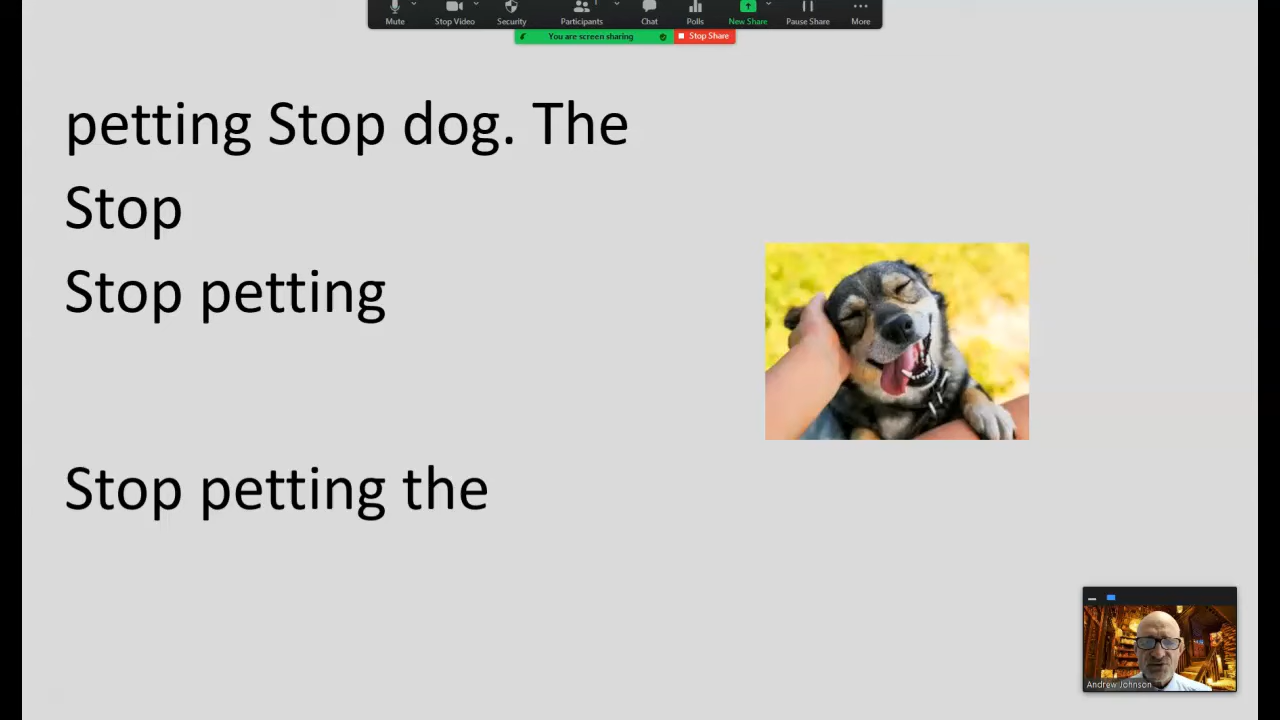 Mute Stop Video Security Participants 1 Chat Polls New Share Pause Share More
You are screen sharing Stop Share
petting Stop dog. The
Stop
Stop petting
Stop petting the
Andrew Johnson